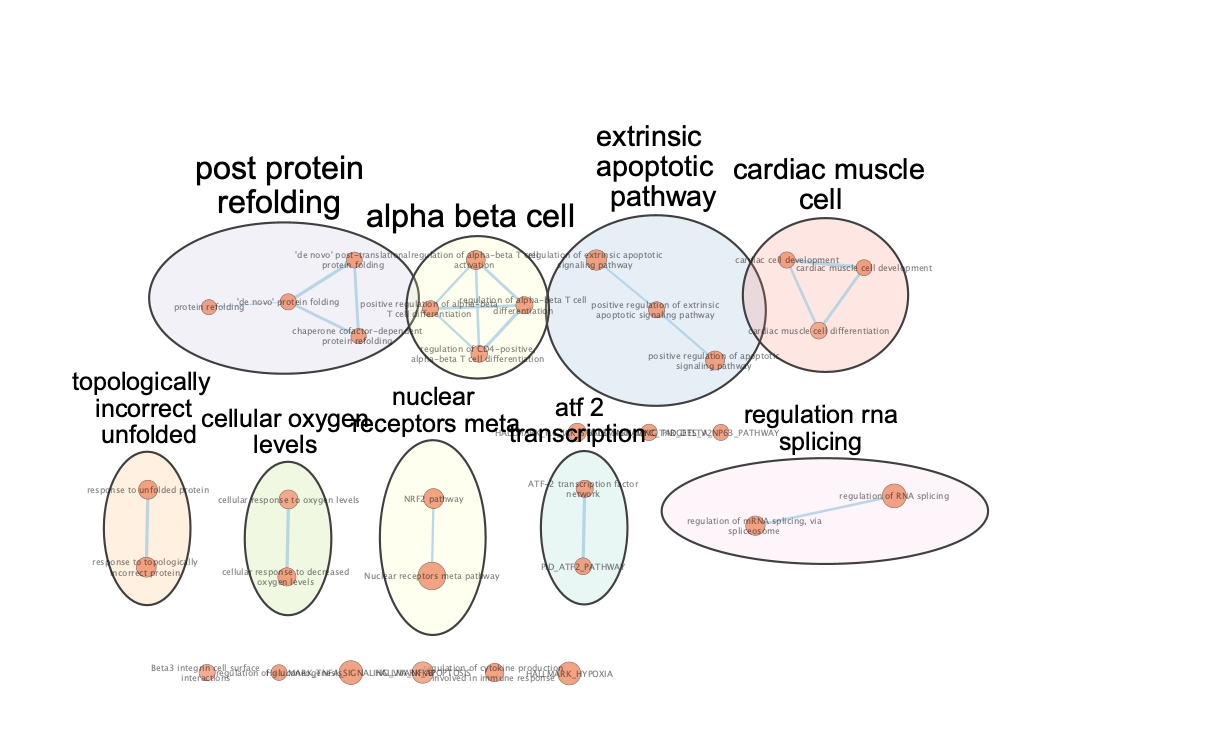 extrinsic
apoptotic
pathway
post protein
refolding
cardiac muscle
cell
alpha beta cell
'de novo' post-translational
protein folding
protein refolding
'de novo' protein folding
chaperone cofactor-dependent
protein refolding
regulation of alpha-beta T cell
activation
positive regulation of alpha-beta
T cell differentiation
regulation of alpha-beta T cell
differentiation
regulation of CD4-positive,
alpha-beta T cell differentiation
regulation of extrinsic apoptotic
signaling pathway
positive regulation of extrinsic
apoptotic signaling pathway
positive regulation of apoptotic
signaling pathway
cardiac cell development
cardiac muscle cell development
cardiac muscle cell differentiation
topologically
incorrect
unfolded
cellular oxygen
levels
nuclear
receptors meta
atf 2
transcription
regulation rna
splicing
response to unfolded protein
response to topologically
incorrect protein
cellular response to oxygen levels
cellular response to decreased
oxygen levels
NRF2 pathway
Nuclear receptors meta pathway
ATF-2 transcription factor
network
PID_ATF2_PATHWAY
regulation of RNA splicing
regulation of mRNA splicing, via
spliceosome
Beta3 integrin cell surface
interactions
regulation of gluconeogenesis
HALLMARK_TNFA_SIGNALING_VIA_NFKB
HALLMARK_APOPTOSIS
regulation of cytokine production
involved in immune response
HALLMARK_HYPOXIA